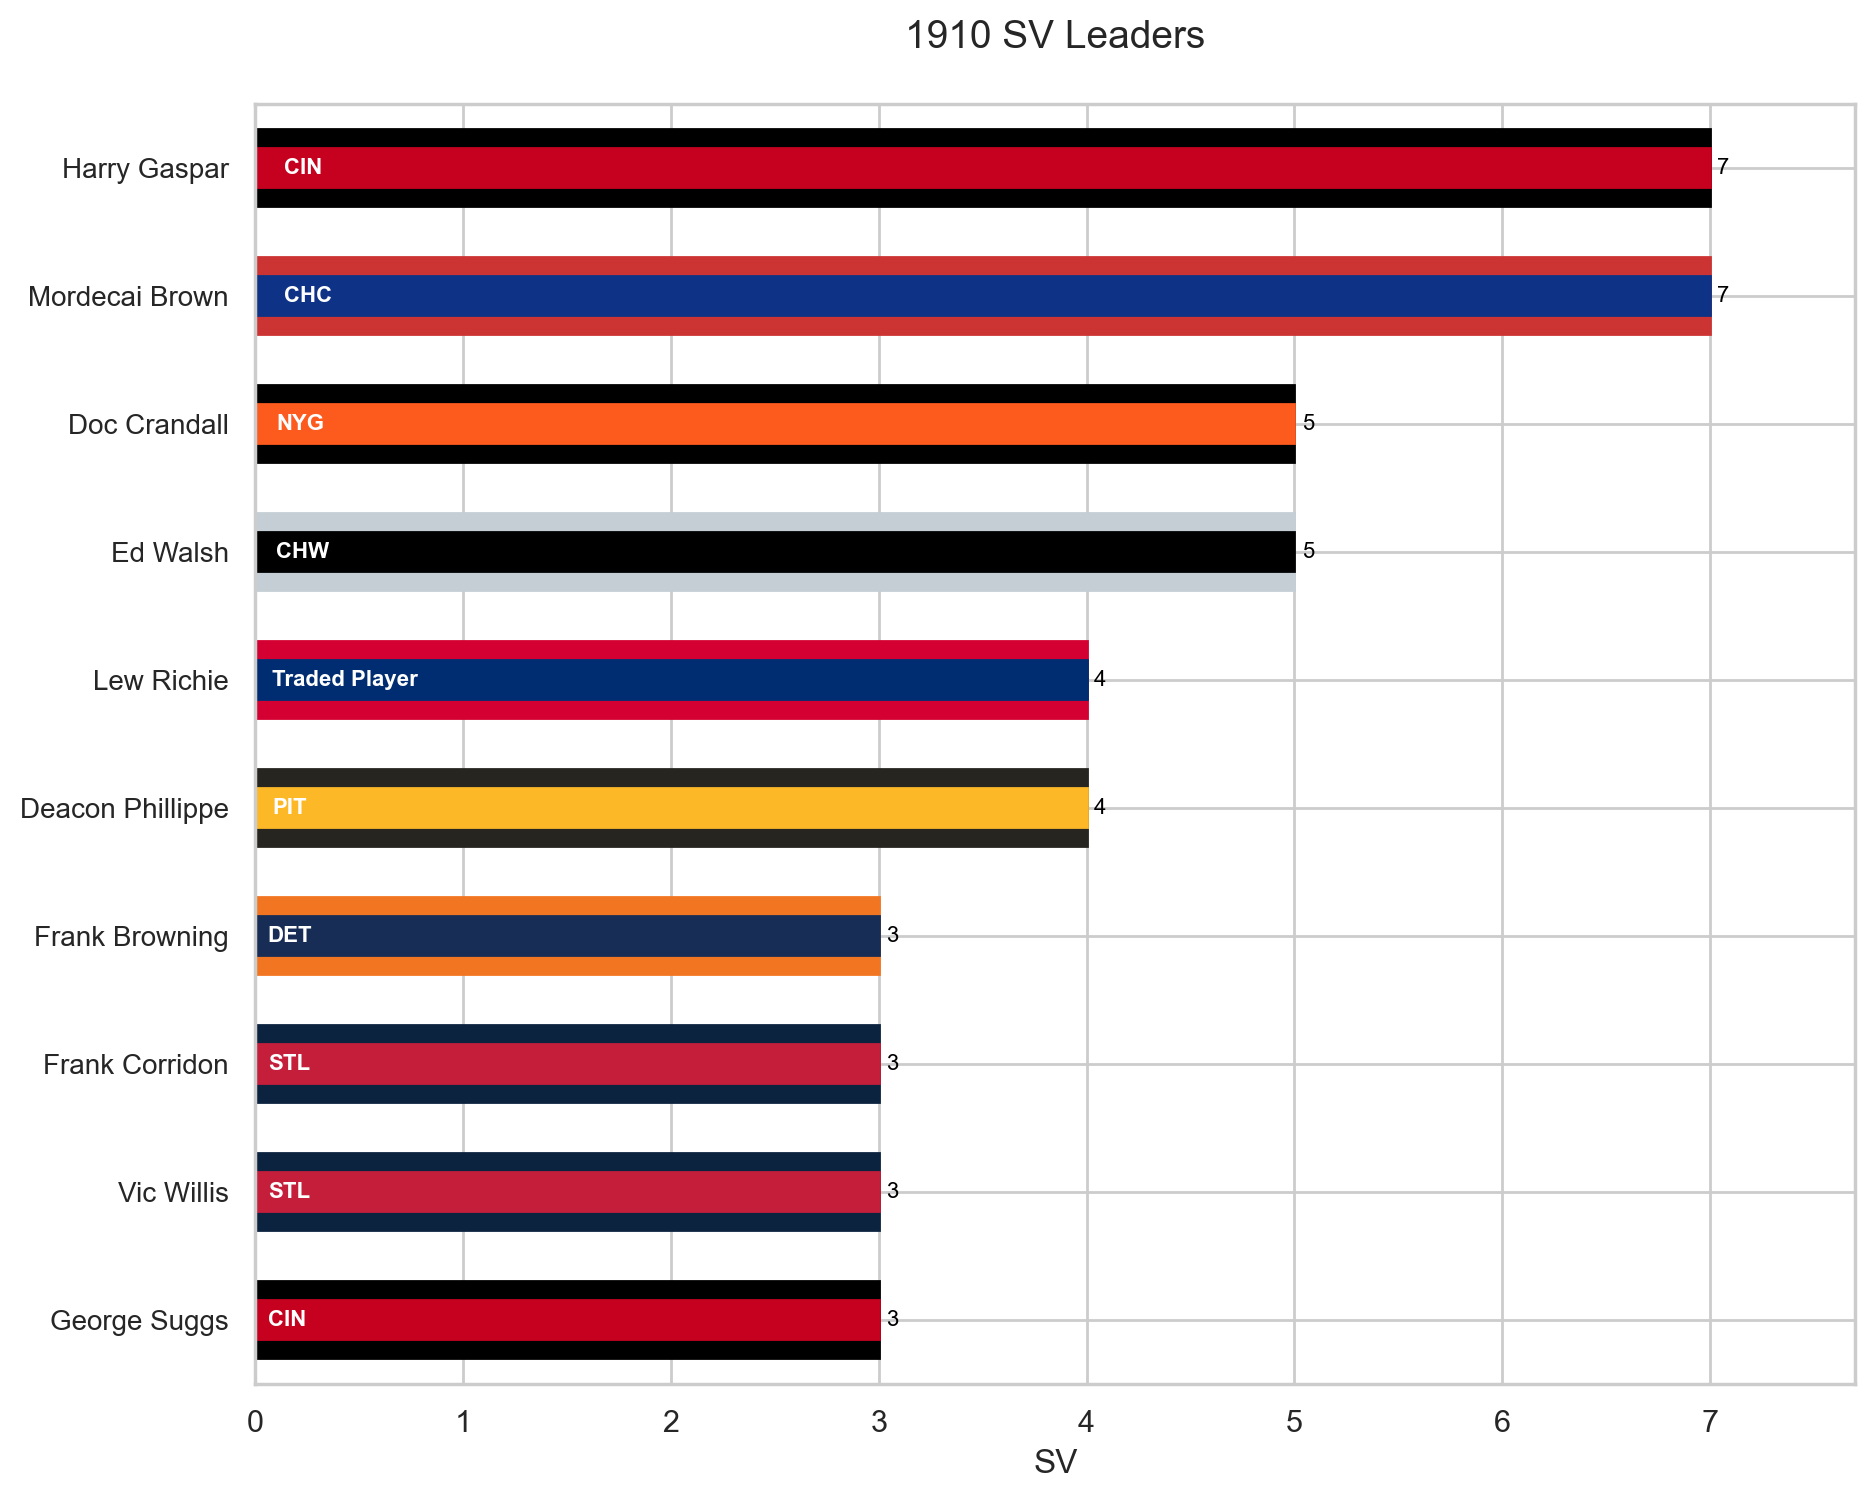 1910 SV Leaders
Harry Gaspar CIN 7
Mordecai Brown CHC 7
Doc Crandall NYG 5
Ed Walsh CHW 5
Lew Richie Traded Player 4
Deacon Phillippe PIT 4
Frank Browning DET 3
Frank Corridon STL 3
Vic Willis STL 3
George Suggs CIN 3
0 1 2 3 4 5 6 7
SV